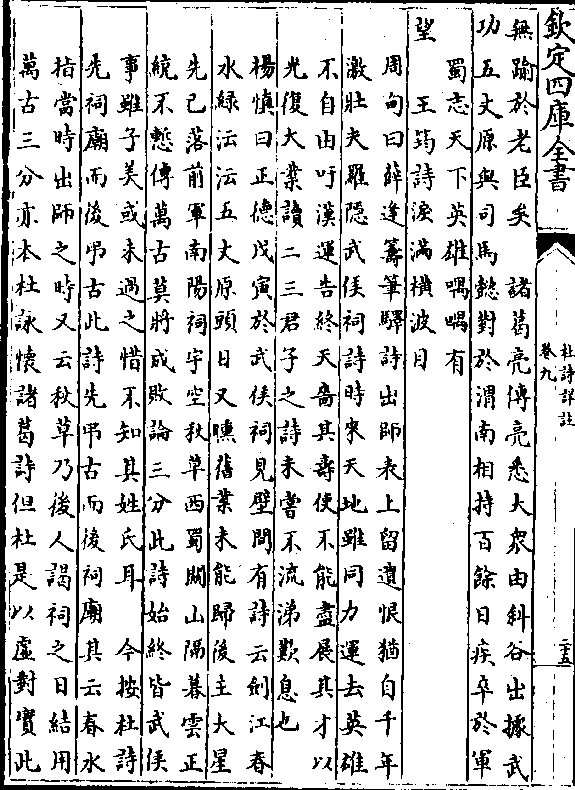 欽定四庫全書
杜詩詳註
卷九
二五
無踰於老臣矣　諸葛亮傳亮悉大衆由斜谷出據武
功五丈原與司馬懿對於渭南相持百餘日疾卒於軍
蜀志天下英雄喁喁有
望　王筠詩淚滿橫波目
周甸曰薛逢籌筆驛詩出師表上留遺恨猶自千年
激壯夫羅隱武侯祠詩時來天地雖同力運去英雄
不自由吁漢運告終天嗇其壽使不能盡展其才以
光復大業讀二三君子之詩未嘗不流涕歎息也
楊慎曰正德戊寅於武侯祠見壁間有詩云劍江春
水綠沄沄五丈原頭日又曛舊業未能歸後主大星
先已落前軍南陽祠宇空秋草西蜀關山隔暮雲正
統不慙傳萬古莫將成敗論三分此詩始終皆武侯
事雖子美或未過之惜不知其姓氏耳　今按杜詩
先祠廟而後弔古此詩先弔古而後祠廟其云春水
指當時出師之時又云秋草乃後人謁祠之日結用
萬古三分亦本杜詠懷諸葛詩但杜是以虛對實此